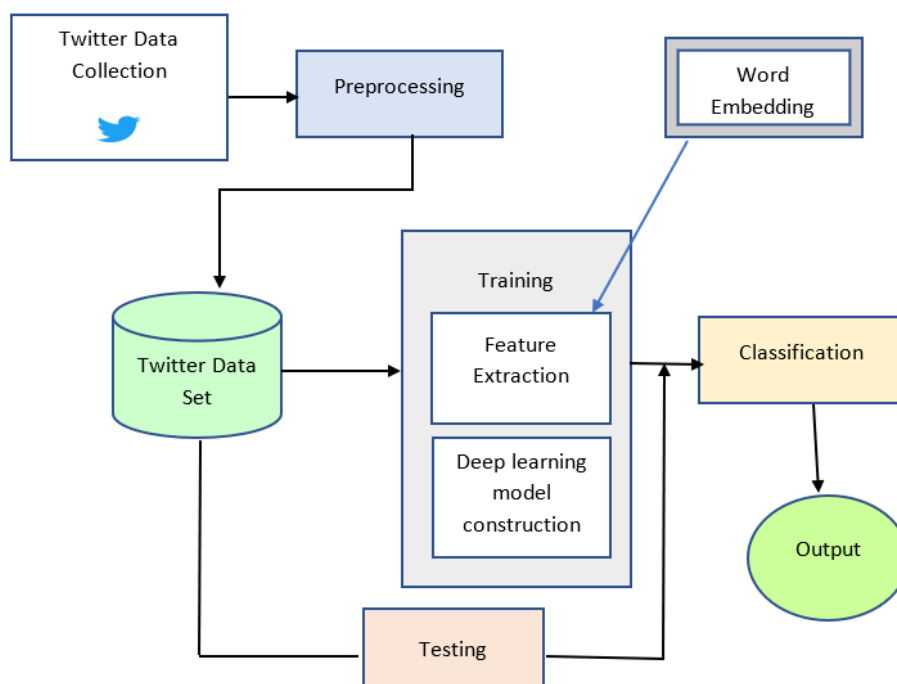 Twitter Data
Collection
Preprocessing
Word
Embedding
Training
Feature
Extraction
Twitter Data
Set
Classification
Deep learning
model
construction
Output
Testing